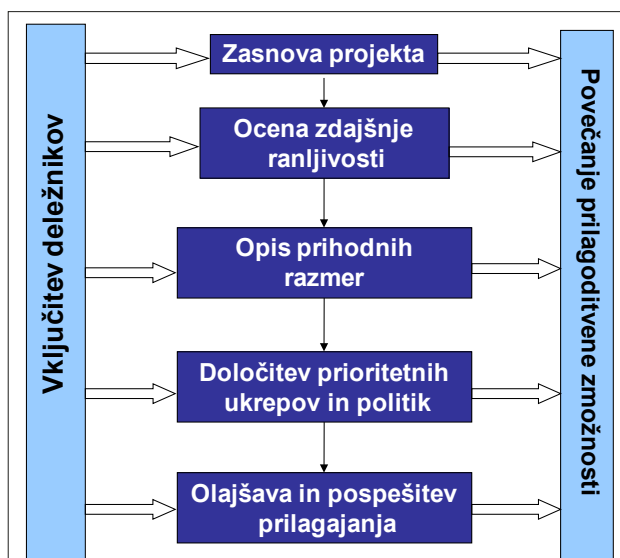 Vključitev deležnikov
Zasnova projekta
Ocena zdajšnje
ranljivosti
Opis prihodnih
razmer
Določitev prioritetnih
ukrepov in politik
Olajšava in pospešitev
prilagajanja
Povečanje prilagoditvene zmožnosti